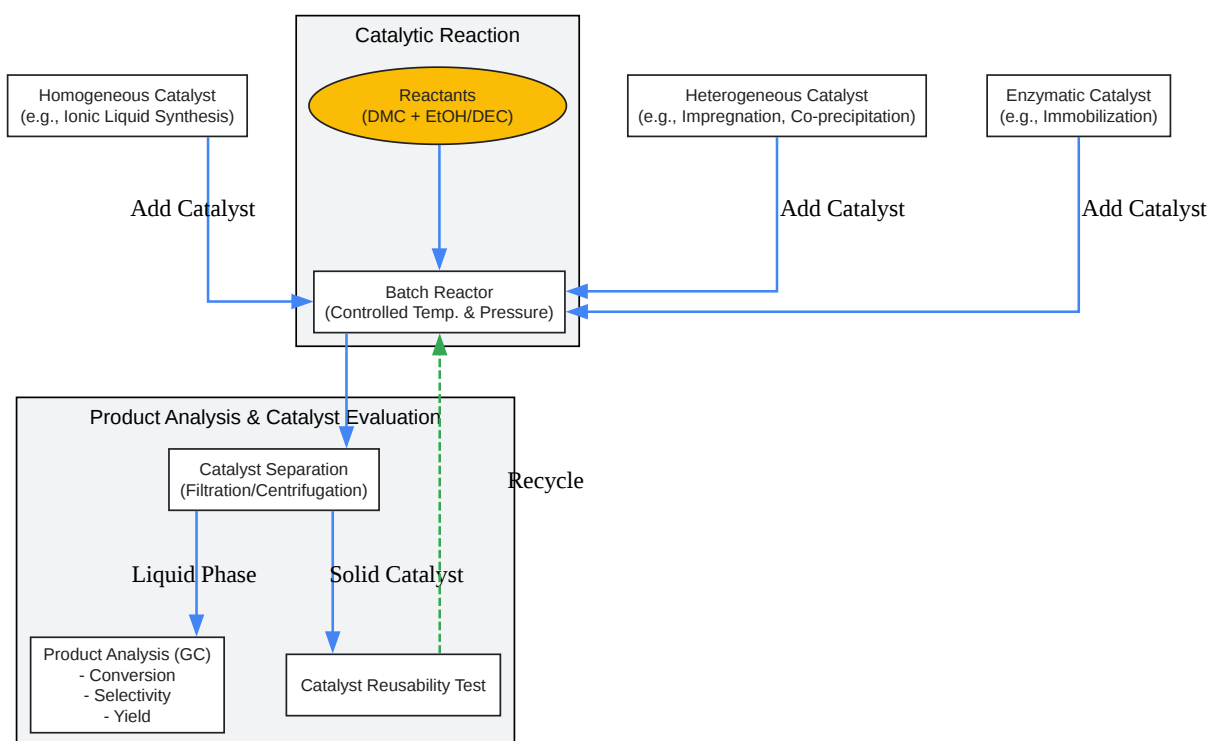 Catalytic Reaction
Homogeneous Catalyst
(e.g., Ionic Liquid Synthesis)
Reactants
(DMC + EtOH/DEC)
Heterogeneous Catalyst
(e.g., Impregnation, Co-precipitation)
Enzymatic Catalyst
(e.g., Immobilization)
Add Catalyst
Add Catalyst
Add Catalyst
Batch Reactor
(Controlled Temp. & Pressure)
Product Analysis & Catalyst Evaluation
Catalyst Separation
(Filtration/Centrifugation)
Recycle
Liquid Phase
Solid Catalyst
Product Analysis (GC)
- Conversion
- Selectivity
- Yield
Catalyst Reusability Test